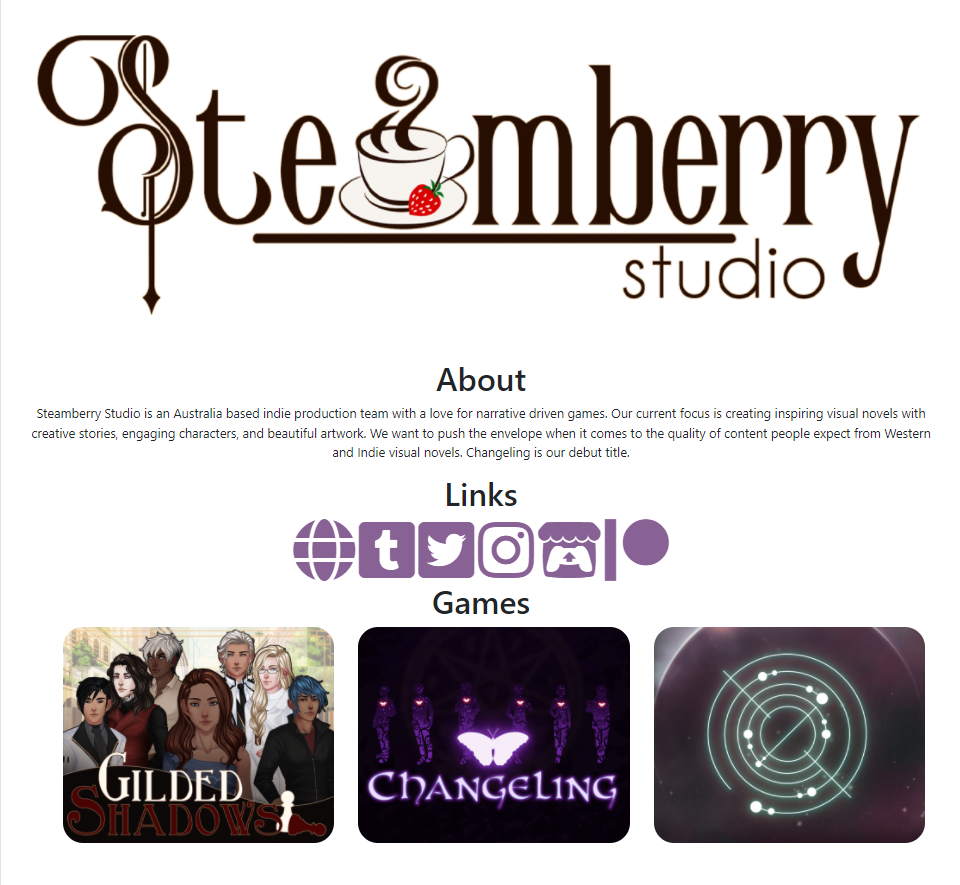 Steamberry
studio
About
Steamberry Studio is an Australia based indie production team with a love for narrative driven games. Our current focus is creating inspiring visual novels with
creative stories, engaging characters, and beautiful artwork. We want to push the envelope when it comes to the quality of content people expect from Western
and Indie visual novels. Changeling is our debut title.
Links
Games
GILDED
SHADOWS
CHANGELING